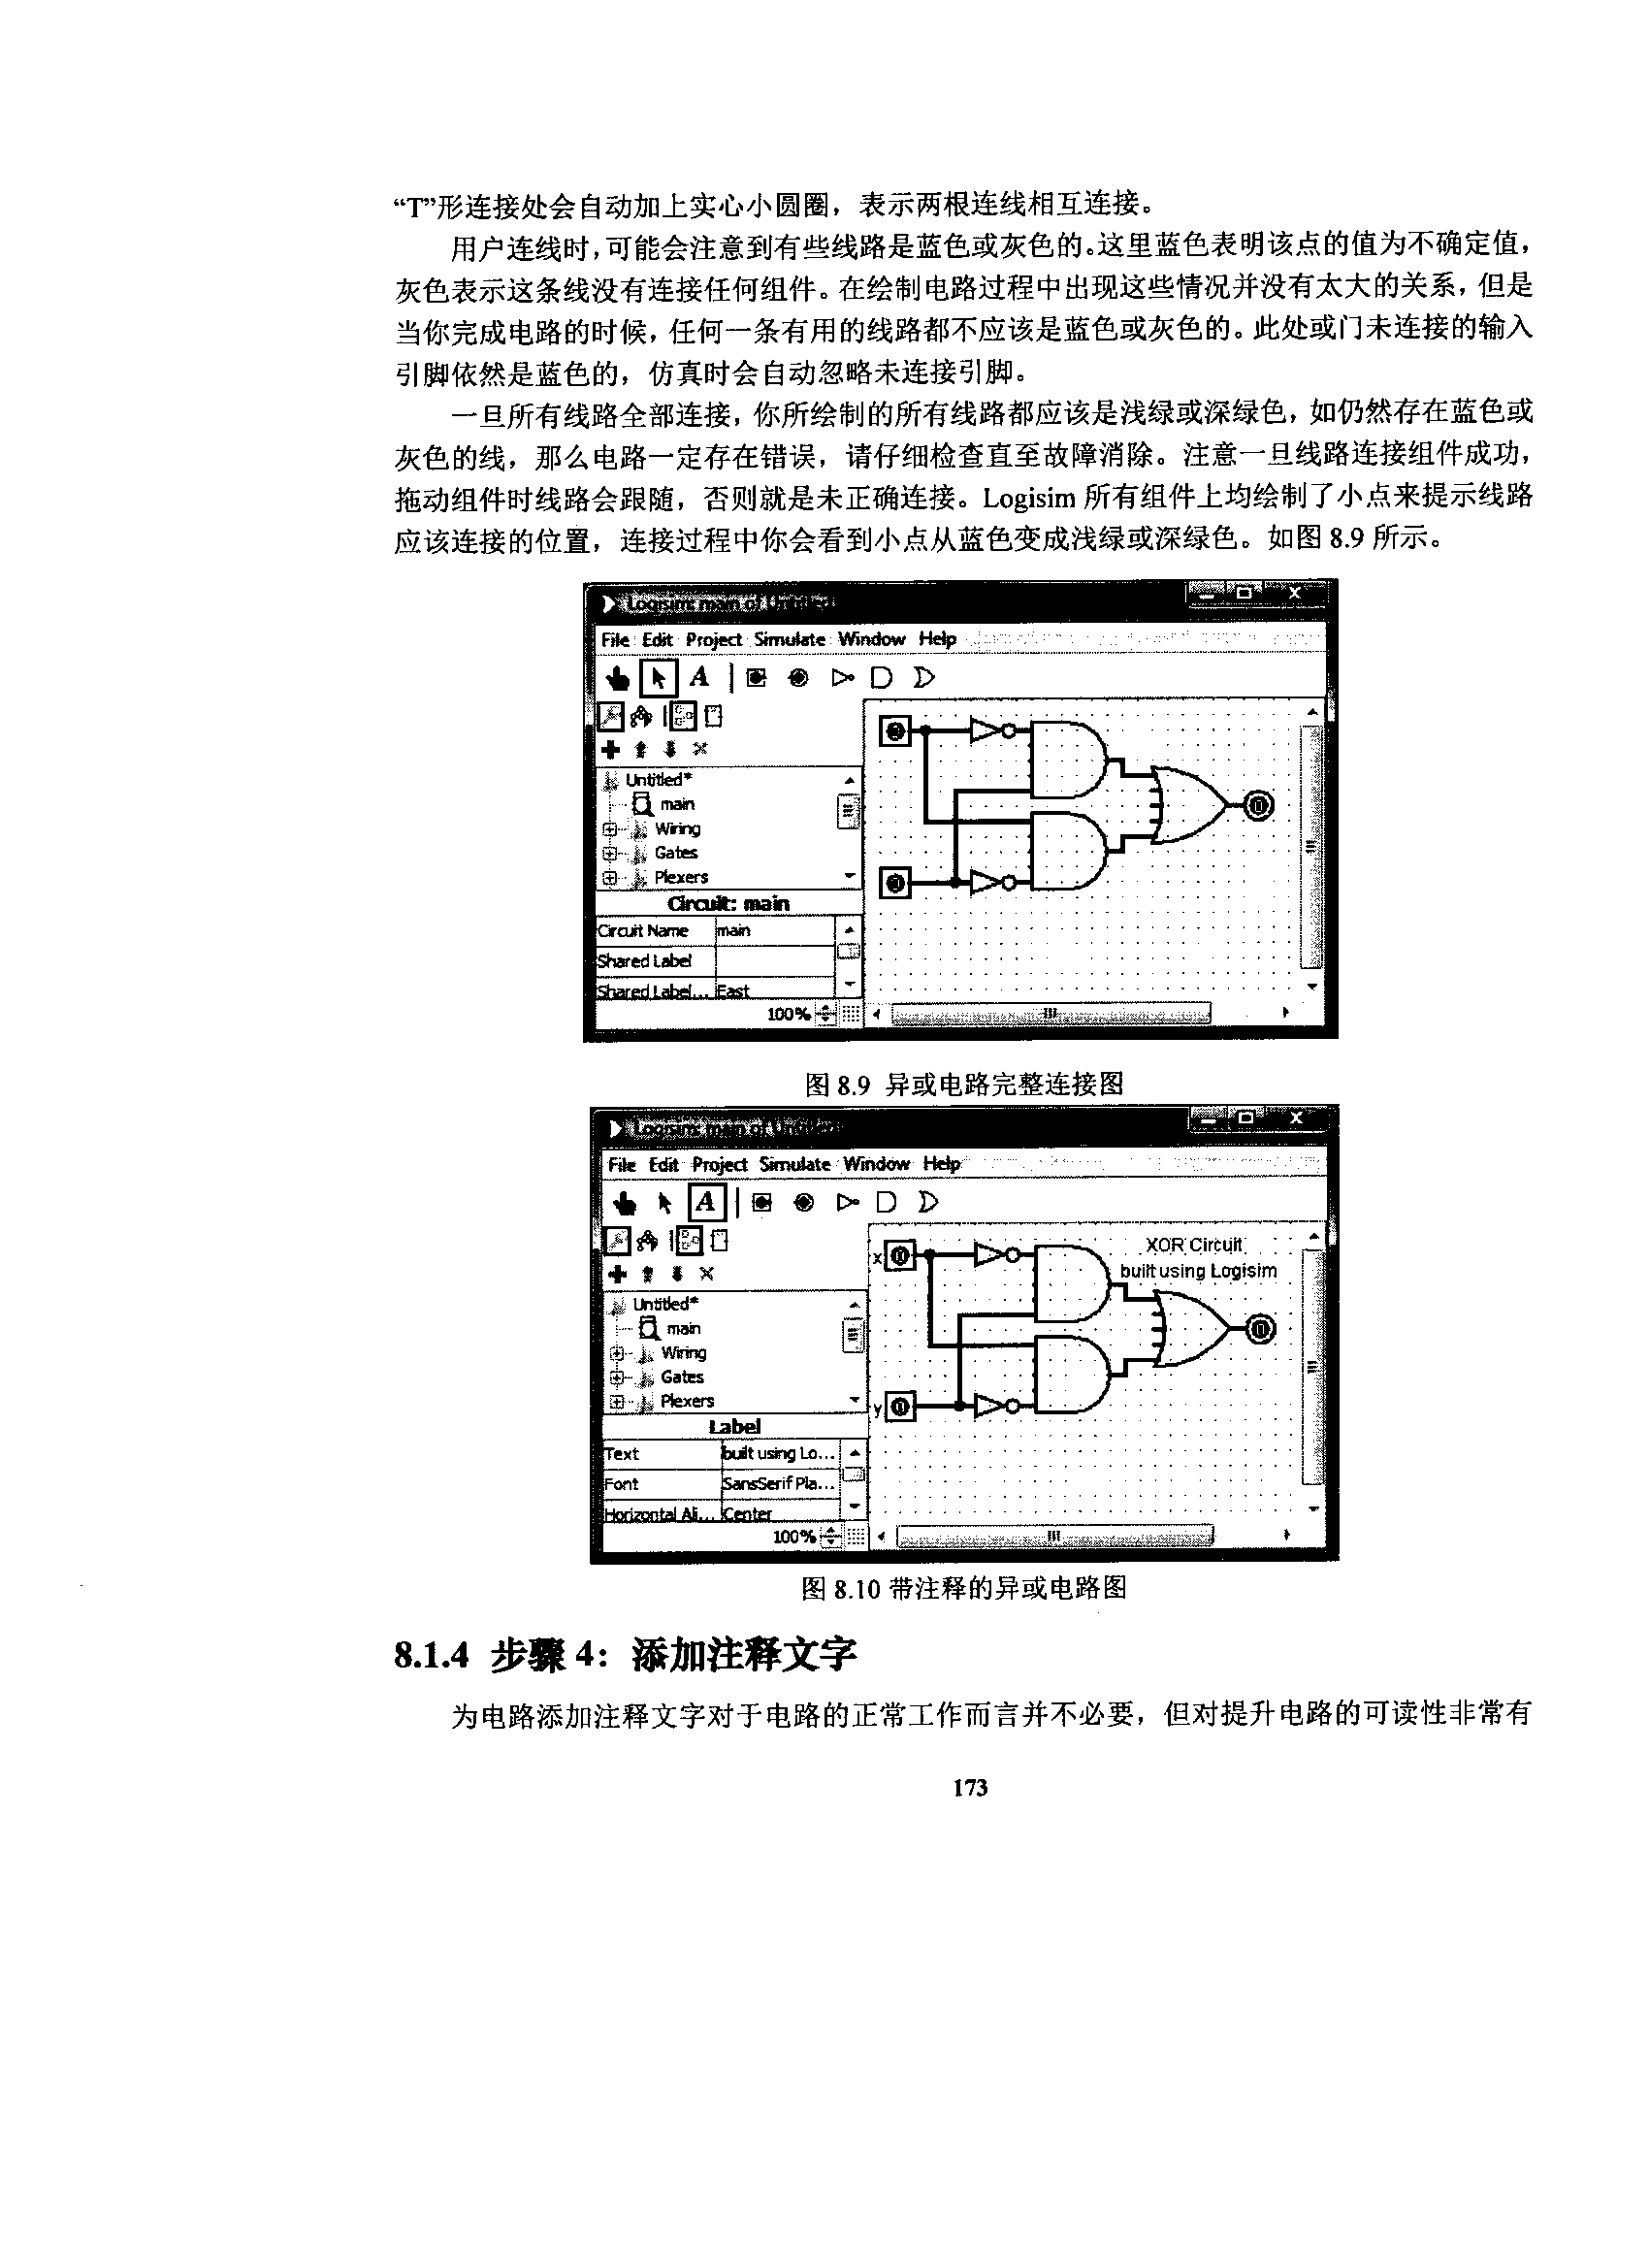 “T”形连接处会自动加上实心小圆圈，表示两根连线相互连接。
用户连线时，可能会注意到有些线路是蓝色或灰色的。这里蓝色表明该点的值为不确定值，
灰色表示这条线没有连接任何组件。在绘制电路过程中出现这些情况并没有太大的关系，但是
当你完成电路的时候，任何一条有用的线路都不应该是蓝色或灰色的。此处或门未连接的输入
引脚依然是蓝色的，仿真时会自动忽略未连接引脚。
一旦所有线路全部连接，你所绘制的所有线路都应该是浅绿或深绿色，如仍然存在蓝色或
灰色的线，那么电路一定存在错误，请仔细检查直至故障消除。注意一旦线路连接组件成功，
拖动组件时线路会跟随，否则就是未正确连接。Logisim 所有组件上均绘制了小点来提示线路
应该连接的位置，连接过程中你会看到小点从蓝色变成浅绿或深绿色。如图 8.9 所示。
Logisim: main of Untitled
File Edit Project Simulate Window Help
A
Untitled*
main
Wiring
Gates
Plexers
Circuit: main
Circuit Name main
Shared Label
Shared Label... East
100%
图 8.9 异或电路完整连接图
Logisim: main of Untitled
File Edit Project Simulate Window Help
A
Untitled*
main
Wiring
Gates
Plexers
Label
Text built using Lo...
Font SansSerif Pla...
Horizontal Ali... Center
100%
XOR Circuit
built using Logisim
x
y
图 8.10 带注释的异或电路图
8.1.4 步骤 4：添加注释文字
为电路添加注释文字对于电路的正常工作而言并不必要，但对提升电路的可读性非常有
173